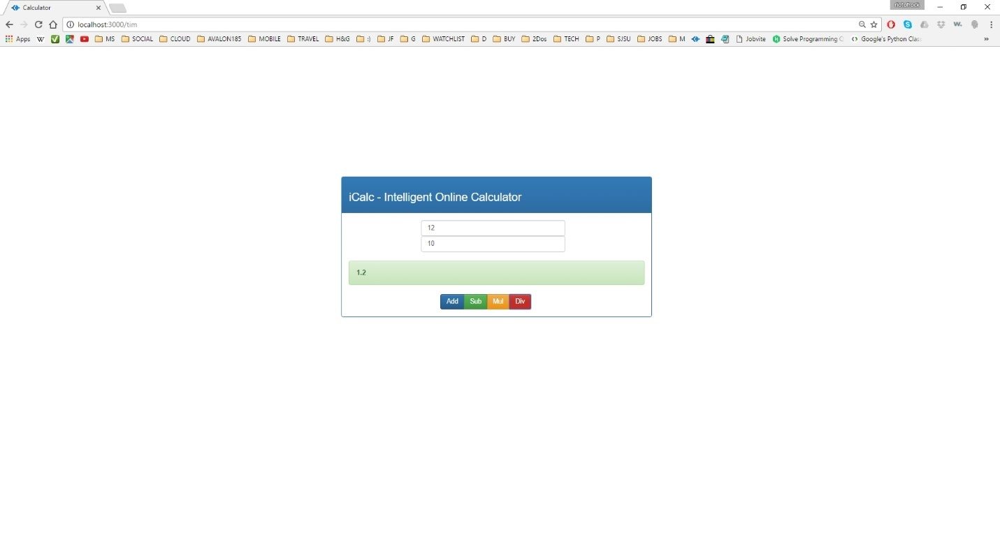 Calculator
riotofrock
localhost:3000/tim
Apps W MS SOCIAL CLOUD AVALON185 MOBILE TRAVEL H&G :) JF G WATCHLIST D BUY 2Dos TECH P SJSU JOBS M Jobvite Solve Programming C Google's Python Clas »
iCalc - Intelligent Online Calculator
12
10
1.2
Add Sub Mul Div